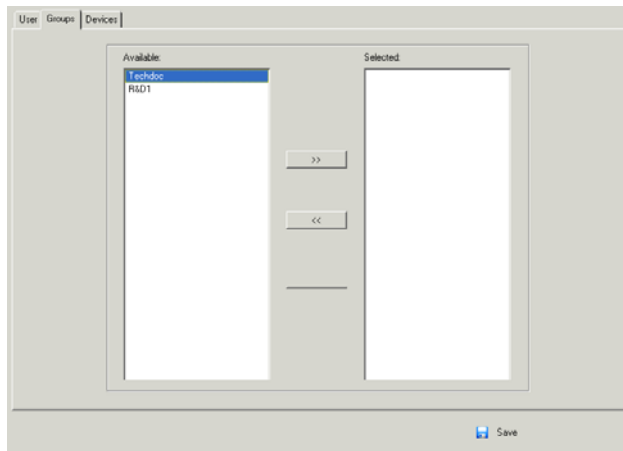 User Groups Devices
Available: Selected:
Techdoc
R&D1
>>
<<
Save